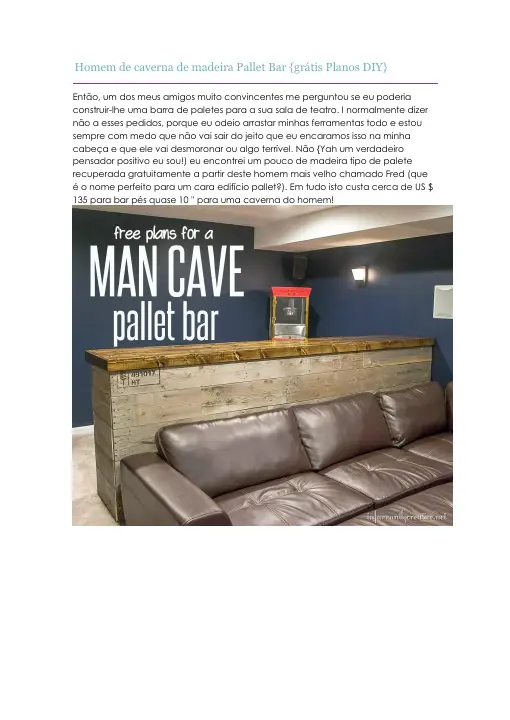 Homem de caverna de madeira Pallet Bar {grátis Planos DIY}
Então, um dos meus amigos muito convincentes me perguntou se eu poderia
construir-lhe uma barra de paletes para a sua sala de teatro. I normalmente dizer
não a esses pedidos, porque eu odeio arrastar minhas ferramentas todo e estou
sempre com medo que não vai sair do jeito que eu encaramos isso na minha
cabeça e que ele vai desmoronar ou algo terrível. Não {Yah um verdadeiro
pensador positivo eu sou!) eu encontrei um pouco de madeira tipo de palete
recuperada gratuitamente a partir deste homem mais velho chamado Fred (que
é o nome perfeito para um cara edifício pallet?). Em tudo isto custa cerca de US $
135 para bar pés quase 10 " para uma caverna do homem!
free plans for a
MAN CAVE
pallet bar
491017
HT
infarrantlycreative.net